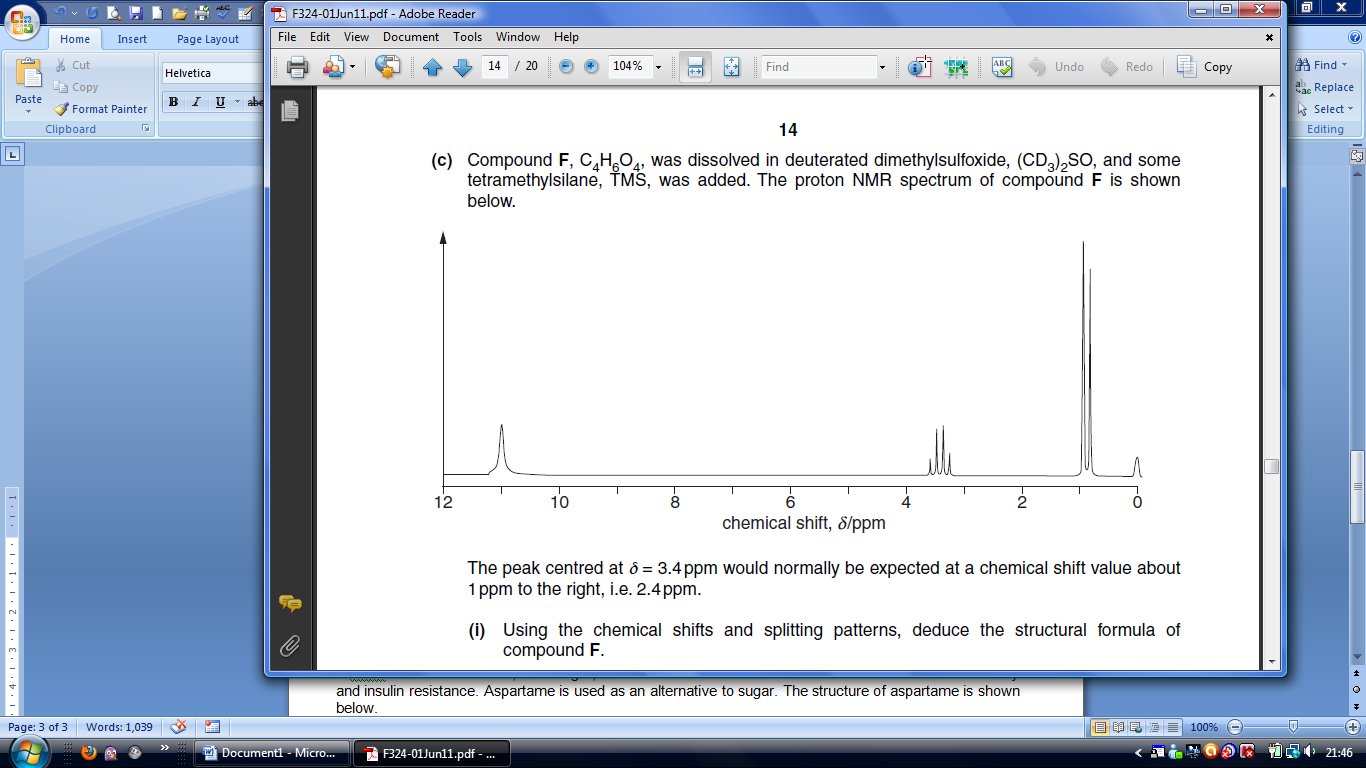 F324-01Jun11.pdf - Adobe Reader
Home Insert Page Layout
File Edit View Document Tools Window Help
Cut
Copy
Format Painter
Paste
Clipboard
Helvetica
B I U abc
14 / 20 104% Find Undo Redo Copy
Find
Replace
Select
Editing
14
(c) Compound F, C4H6O4, was dissolved in deuterated dimethylsulfoxide, (CD3)2SO, and some
tetramethylsilane, TMS, was added. The proton NMR spectrum of compound F is shown
below.
12 10 8 6 4 2 0
chemical shift, δ/ppm
The peak centred at δ = 3.4 ppm would normally be expected at a chemical shift value about
1 ppm to the right, i.e. 2.4 ppm.
(i) Using the chemical shifts and splitting patterns, deduce the structural formula of
compound F.
and insulin resistance. Aspartame is used as an alternative to sugar. The structure of aspartame is shown
below.
Page: 3 of 3 Words: 1,039 100%
Document1 - Micro... F324-01Jun11.pdf - ... 21:46